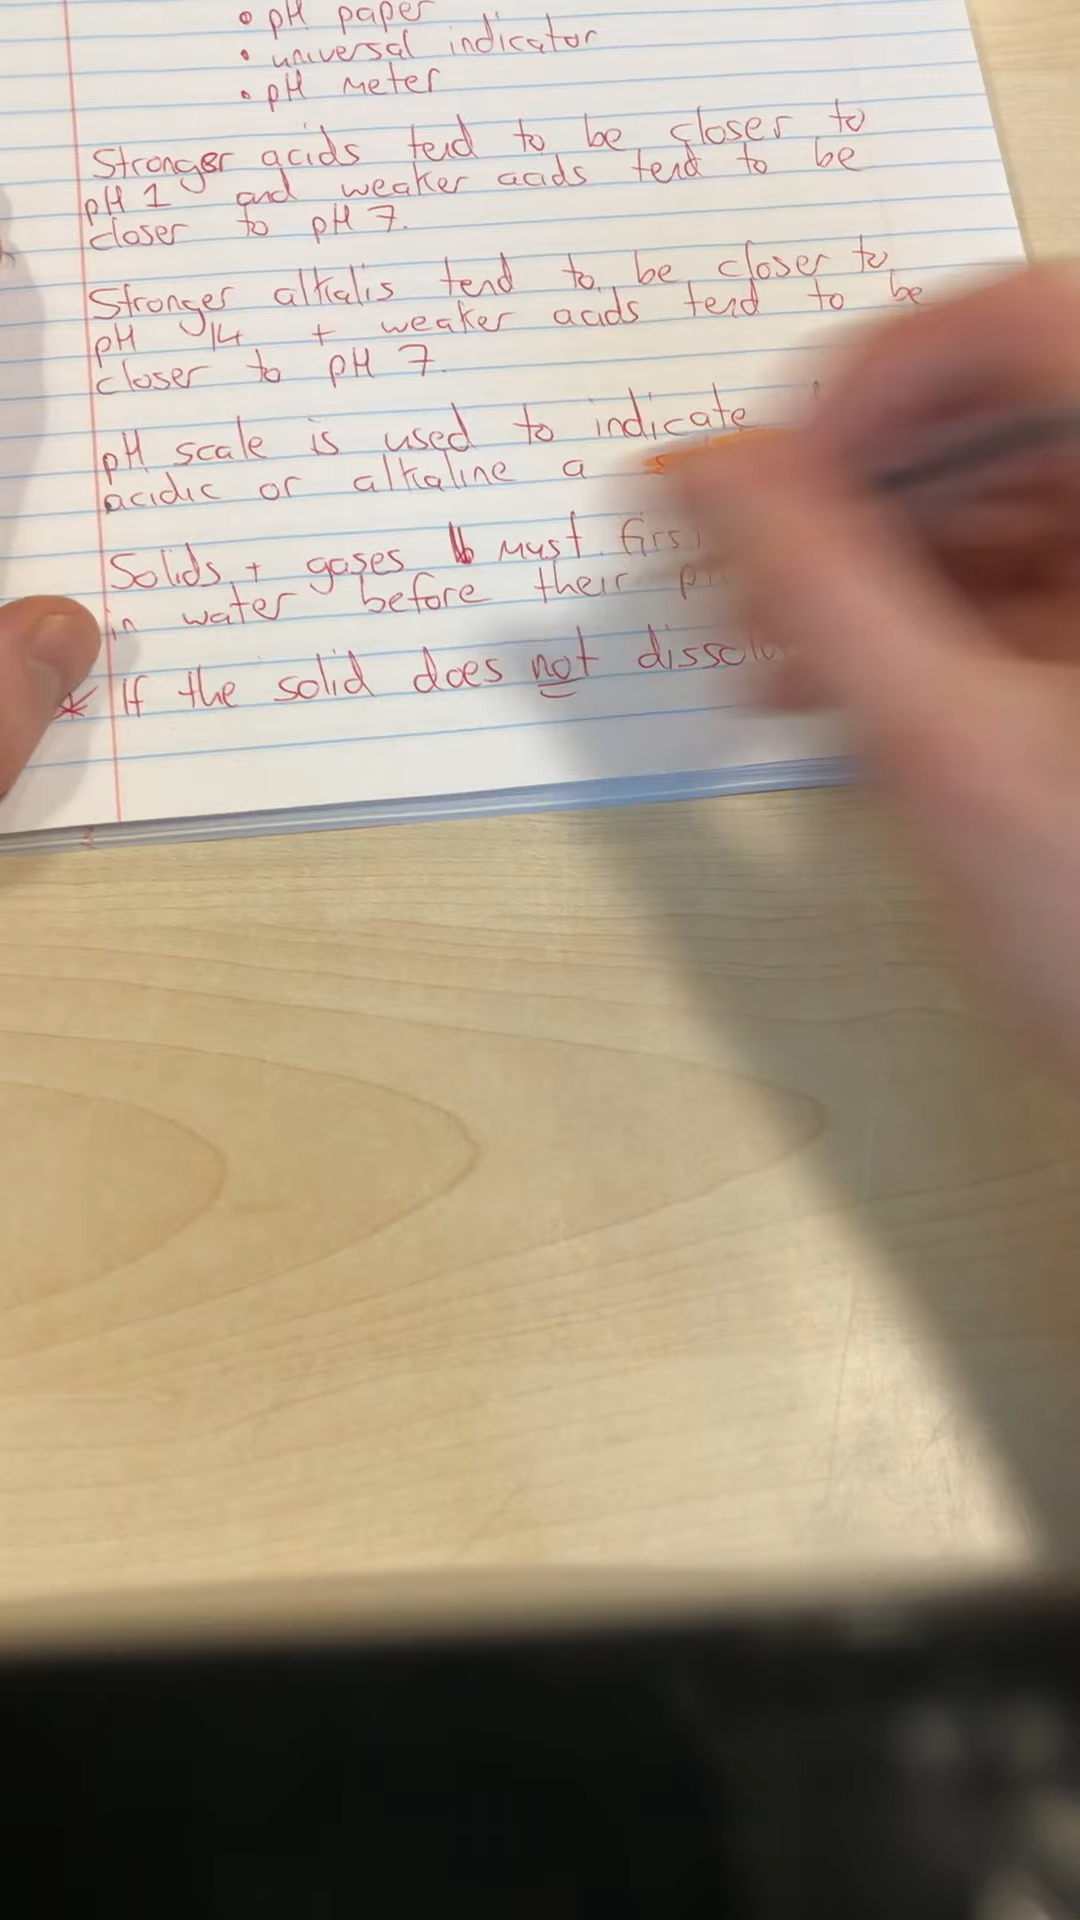 • pH paper
• universal indicator
• pH meter
Stronger acids tend to be closer to
pH 1 and weaker acids tend to be
closer to pH 7.
Stronger alkalis tend to be closer to
pH 14 + weaker acids tend to be
closer to pH 7.
pH scale is used to indicate
acidic or alkaline a
Solids + gases must first
in water before their
* If the solid does not